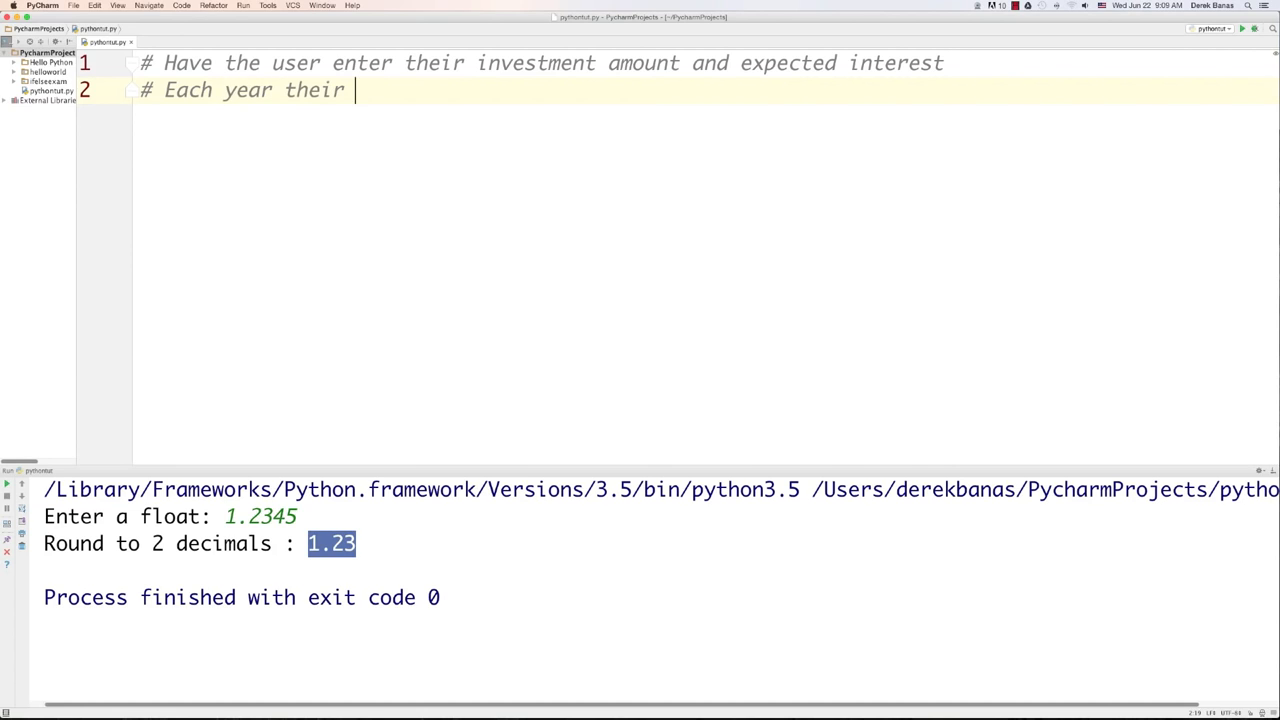 PyCharm File Edit View Navigate Code Refactor Run Tools VCS Window Help 10 Wed Jun 22 9:09 AM Derek Banas
pythontut.py - PycharmProjects - [~/PycharmProjects]
PycharmProjects pythontut.py pythontut
pythontut.py
PycharmProject
Hello Python
helloworld
ifelseexam
pythontut.py
External Librarie
1 # Have the user enter their investment amount and expected interest
2 # Each year their
Run pythontut
/Library/Frameworks/Python.framework/Versions/3.5/bin/python3.5 /Users/derekbanas/PycharmProjects/pytho
Enter a float: 1.2345
Round to 2 decimals : 1.23
Process finished with exit code 0
2:19 LF÷ UTF-8÷